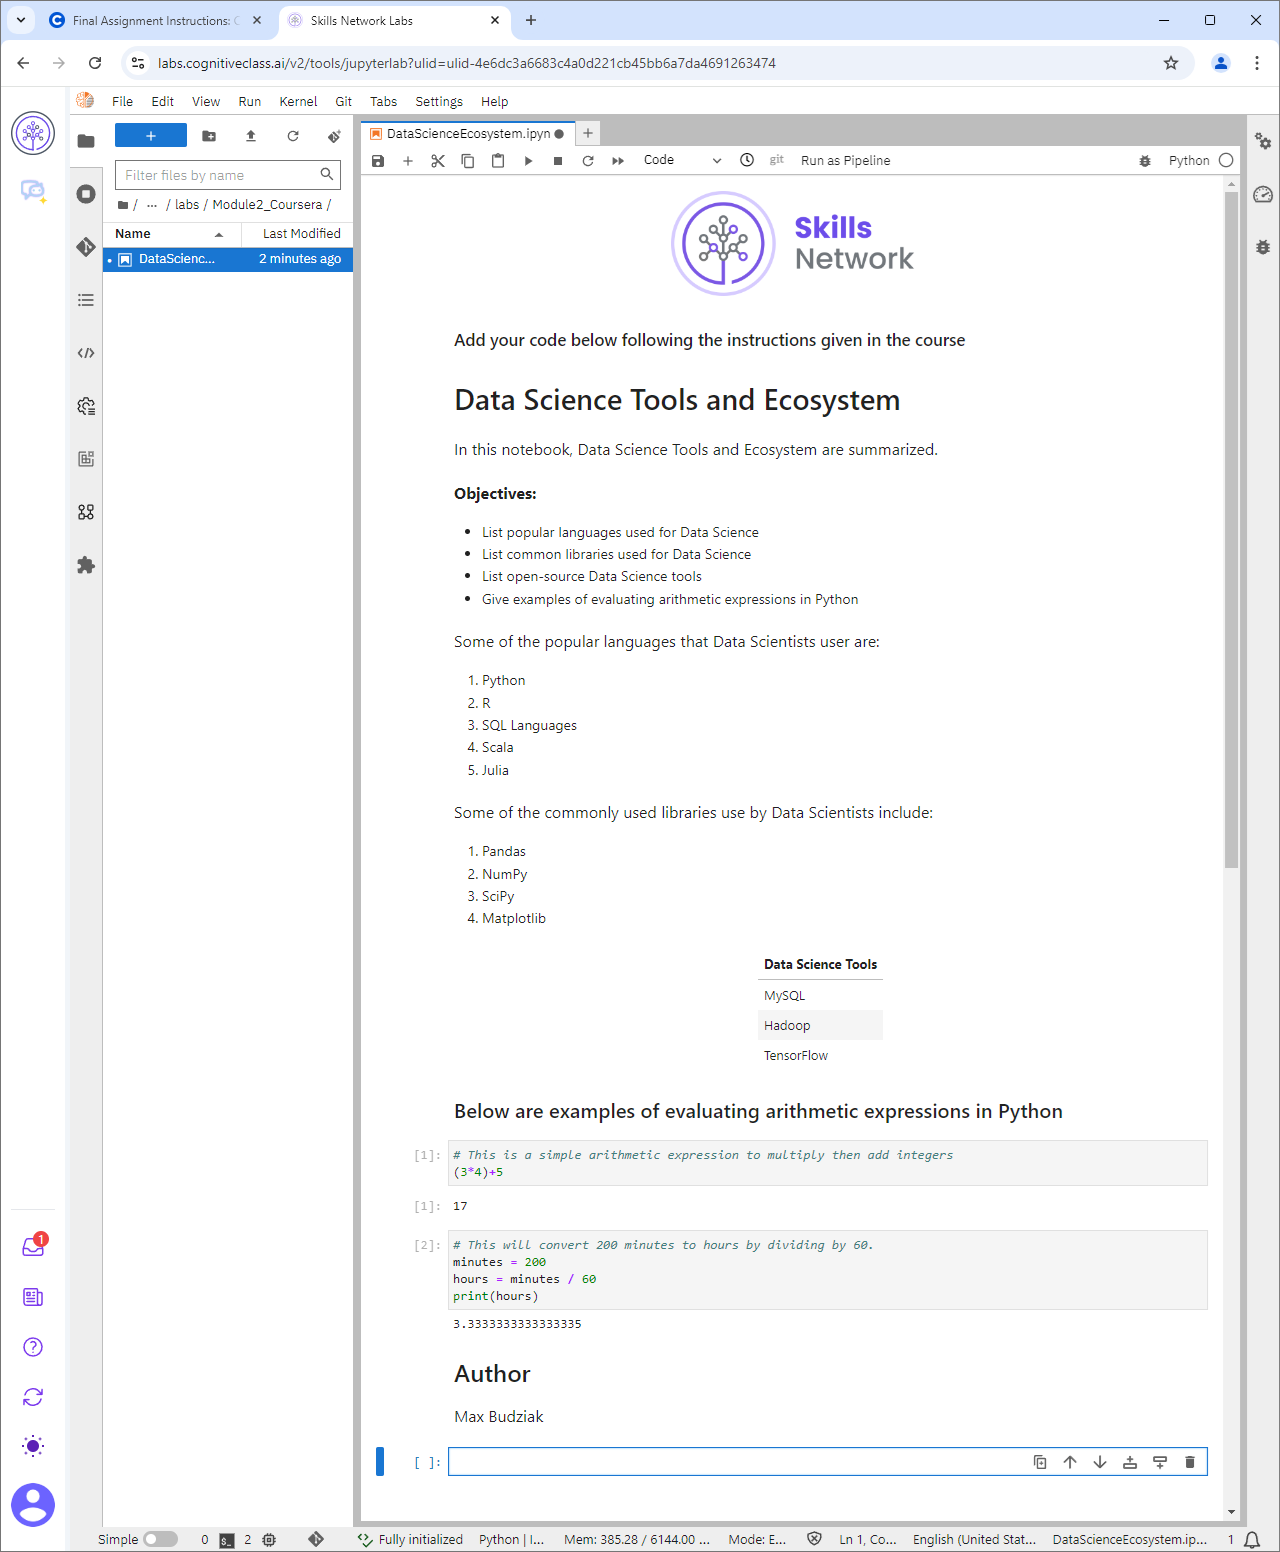 Final Assignment Instructions: C
Skills Network Labs
labs.cognitiveclass.ai/v2/tools/jupyterlab?ulid=ulid-4e6dc3a6683c4a0d221cb45bb6a7da4691263474
File Edit View Run Kernel Git Tabs Settings Help
DataScienceEcosystem.ipyn
Code
git
Run as Pipeline
Python
Filter files by name
/ ... / labs / Module2_Coursera /
Name Last Modified
DataScienc... 2 minutes ago
Skills
Network
Add your code below following the instructions given in the course
Data Science Tools and Ecosystem
In this notebook, Data Science Tools and Ecosystem are summarized.
Objectives:
• List popular languages used for Data Science
• List common libraries used for Data Science
• List open-source Data Science tools
• Give examples of evaluating arithmetic expressions in Python
Some of the popular languages that Data Scientists user are:
1. Python
2. R
3. SQL Languages
4. Scala
5. Julia
Some of the commonly used libraries use by Data Scientists include:
1. Pandas
2. NumPy
3. SciPy
4. Matplotlib
Data Science Tools
MySQL
Hadoop
TensorFlow
Below are examples of evaluating arithmetic expressions in Python
[1]: # This is a simple arithmetic expression to multiply then add integers
(3*4)+5
[1]: 17
[2]: # This will convert 200 minutes to hours by dividing by 60.
minutes = 200
hours = minutes / 60
print(hours)
3.3333333333333335
Author
Max Budziak
[ ]:
1
Simple 0 $_ 2 Fully initialized Python | I... Mem: 385.28 / 6144.00 ... Mode: E... Ln 1, Co... English (United Stat... DataScienceEcosystem.ip... 1